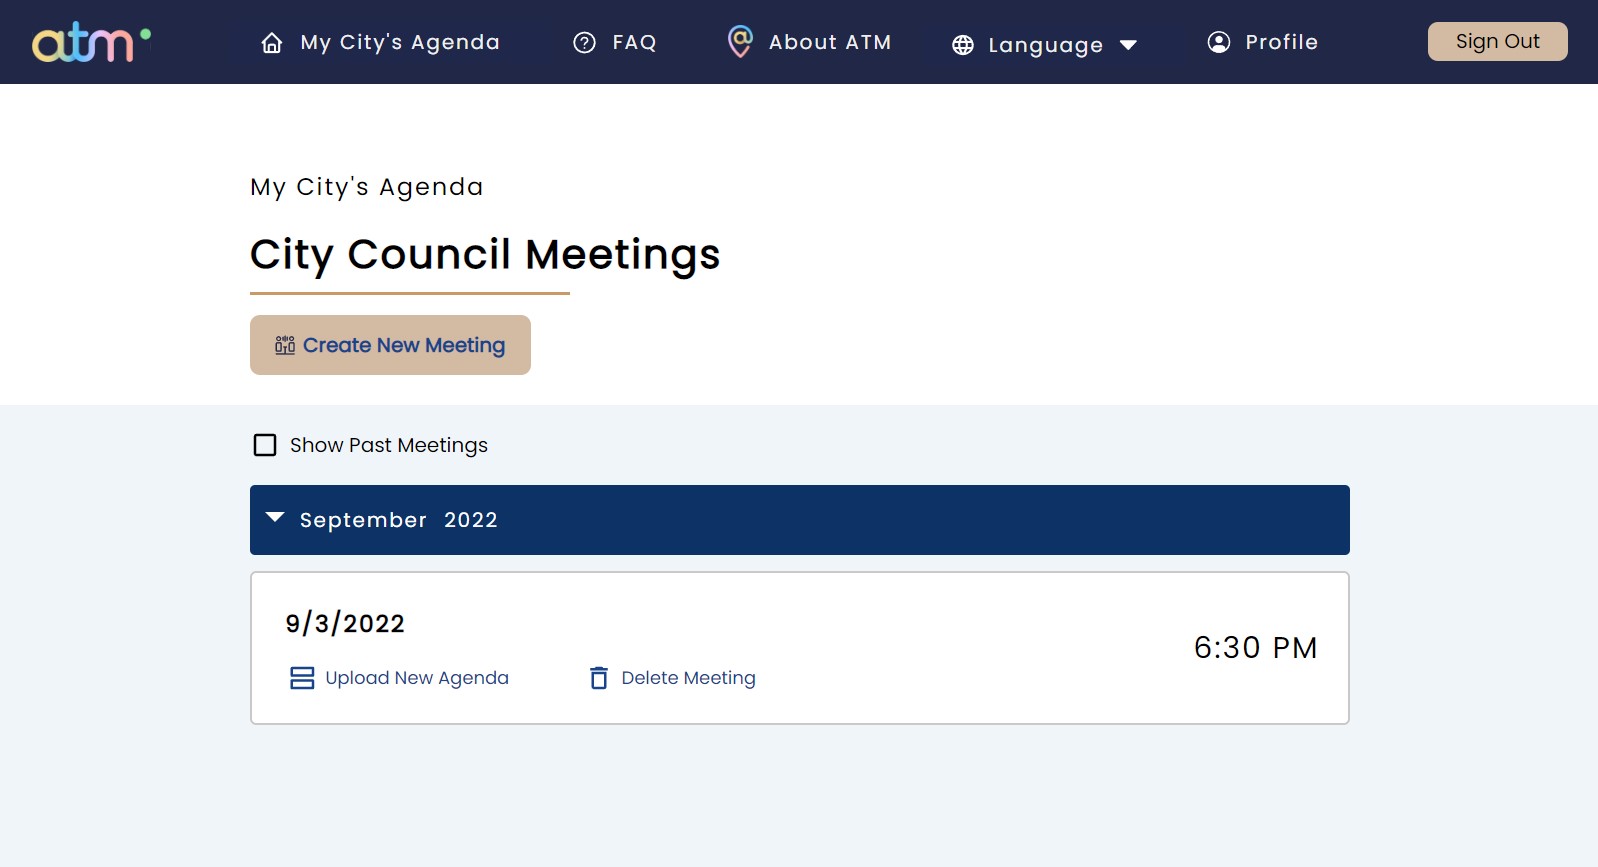 atm
My City's Agenda
FAQ
About ATM
Language
Profile
Sign Out
My City's Agenda
City Council Meetings
Create New Meeting
Show Past Meetings
September 2022
9/3/2022
6:30 PM
Upload New Agenda
Delete Meeting